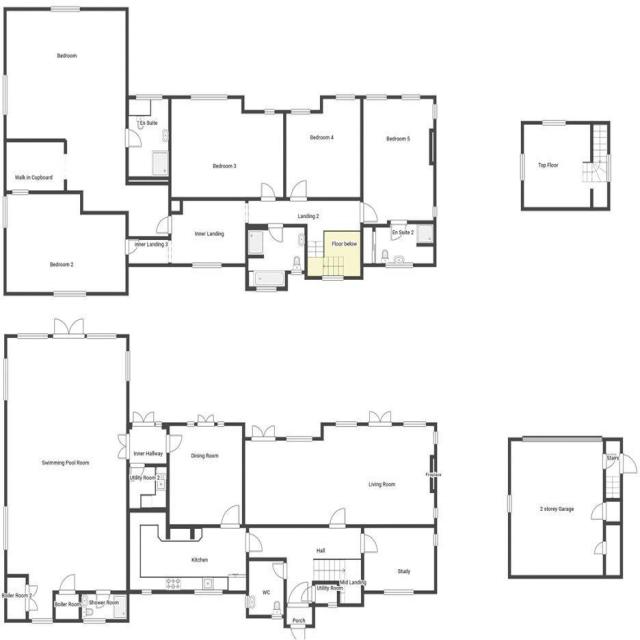 Bedroom
En Suite
Bedroom 3
Bedroom 4
Bedroom 5
Top Floor
Walk in Cupboard
Landing 2
Inner Landing
En Suite 2
Inner Landing 3
Floor below
Bedroom 2
Inner Hallway
Dining Room
Swimming Pool Room
Utility Room 2
Living Room
Fireplace
Stairs
2 storey Garage
Kitchen
Hall
Study
Mid Landing
Utility Room
WC
Boiler Room 2
Boiler Room
Shower Room
Porch